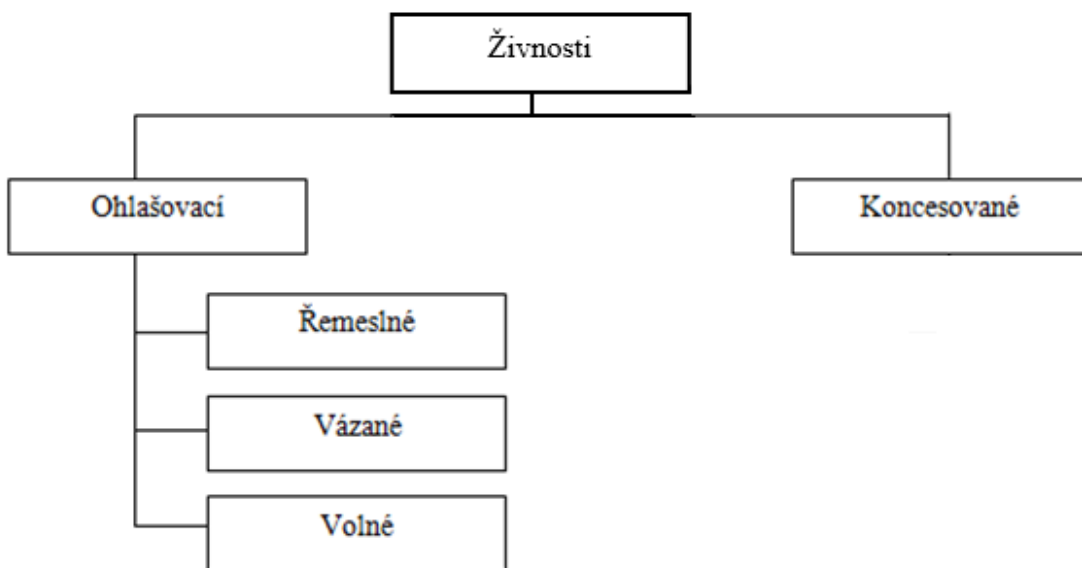 Živnosti
Ohlašovací
Koncesované
Řemeslné
Vázané
Volné